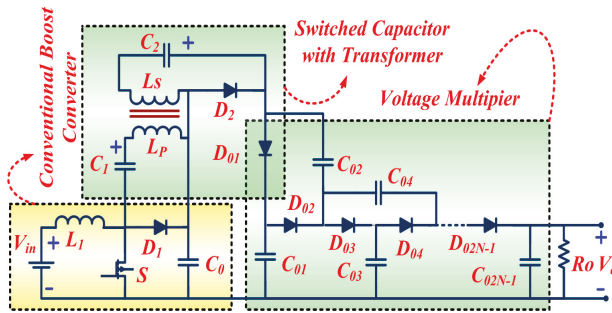 Conventional Boost
Converter
Switched Capacitor
with Transformer
Voltage Multipier
C2
+
Ls
D2
LP
+
C1
D01
C02
C04
D02
D03
D04
D02N-1
Vin
+
L1
D1
S
C0
C01
C03
C02N-1
Ro
+
-
-